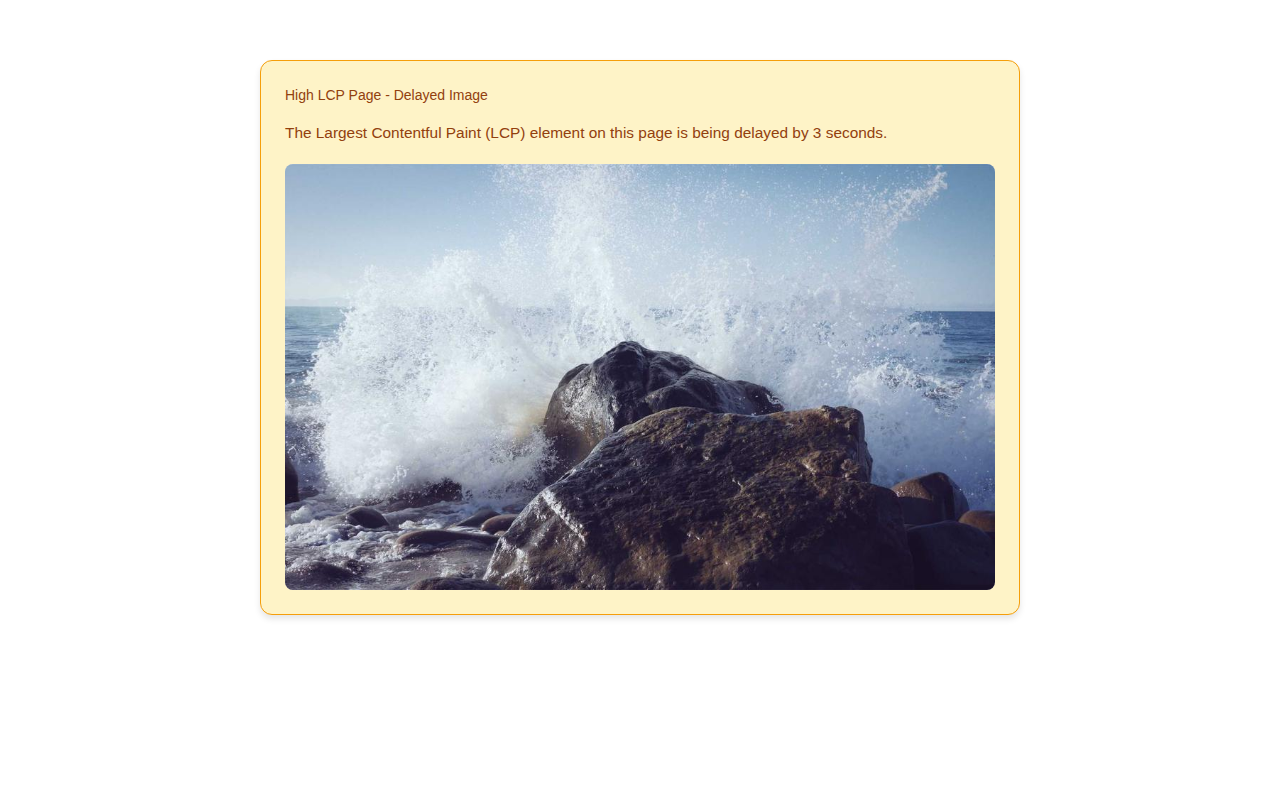 High LCP Page - Delayed Image
The Largest Contentful Paint (LCP) element on this page is being delayed by 3 seconds.